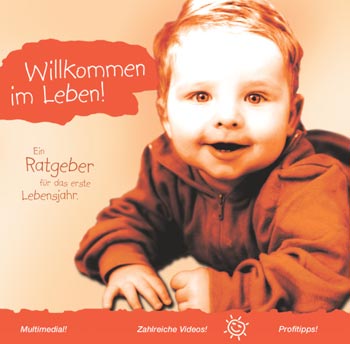 Willkommen
im Leben!
Ein
Ratgeber
für das erste
Lebensjahr.
Multimedial!
Zahlreiche Videos!
Profitipps!